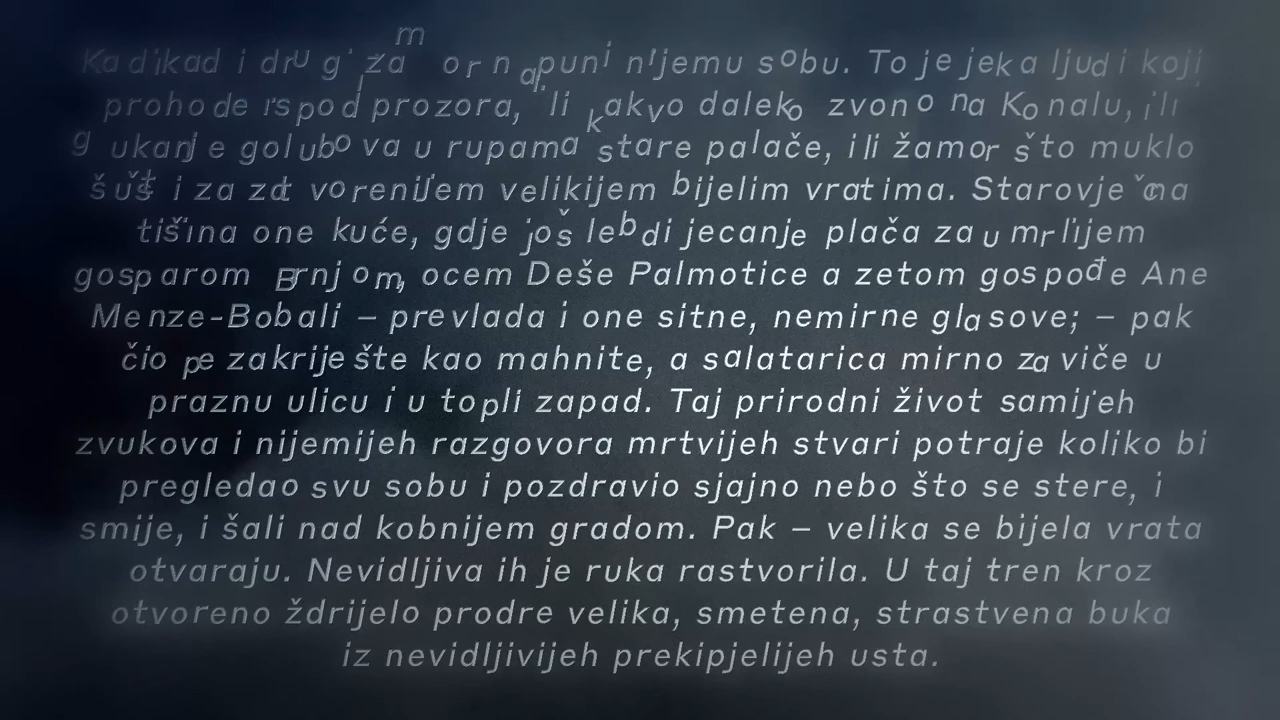 Kadikad i drugi žamor napuni nijemu sobu. To je jeka ljudi koji
prohode ispod prozora, ili kakvo daleko zvono na Konalu, ili
gukanje golubova u rupama stare palače, ili žamor što muklo
šušti za zatvorenijem velikijem bijelim vratima. Starovječna
tišina one kuće, gdje još lebdi jecanje plača za umrlijem
gosparom Brnjom, ocem Deše Palmotice a zetom gospođe Ane
Menze-Bobali – prevlada i one sitne, nemirne glasove; – pak
čiope zakriješte kao mahnite, a salatarica mirno zaviče u
praznu ulicu i u topli zapad. Taj prirodni život samijeh
zvukova i nijemijeh razgovora mrtvijeh stvari potraje koliko bi
pregledao svu sobu i pozdravio sjajno nebo što se stere, i
smije, i šali nad kobnijem gradom. Pak – velika se bijela vrata
otvaraju. Nevidljiva ih je ruka rastvorila. U taj tren kroz
otvoreno ždrijelo prodre velika, smetena, strastvena buka
iz nevidljivijeh prekipjelijeh usta.